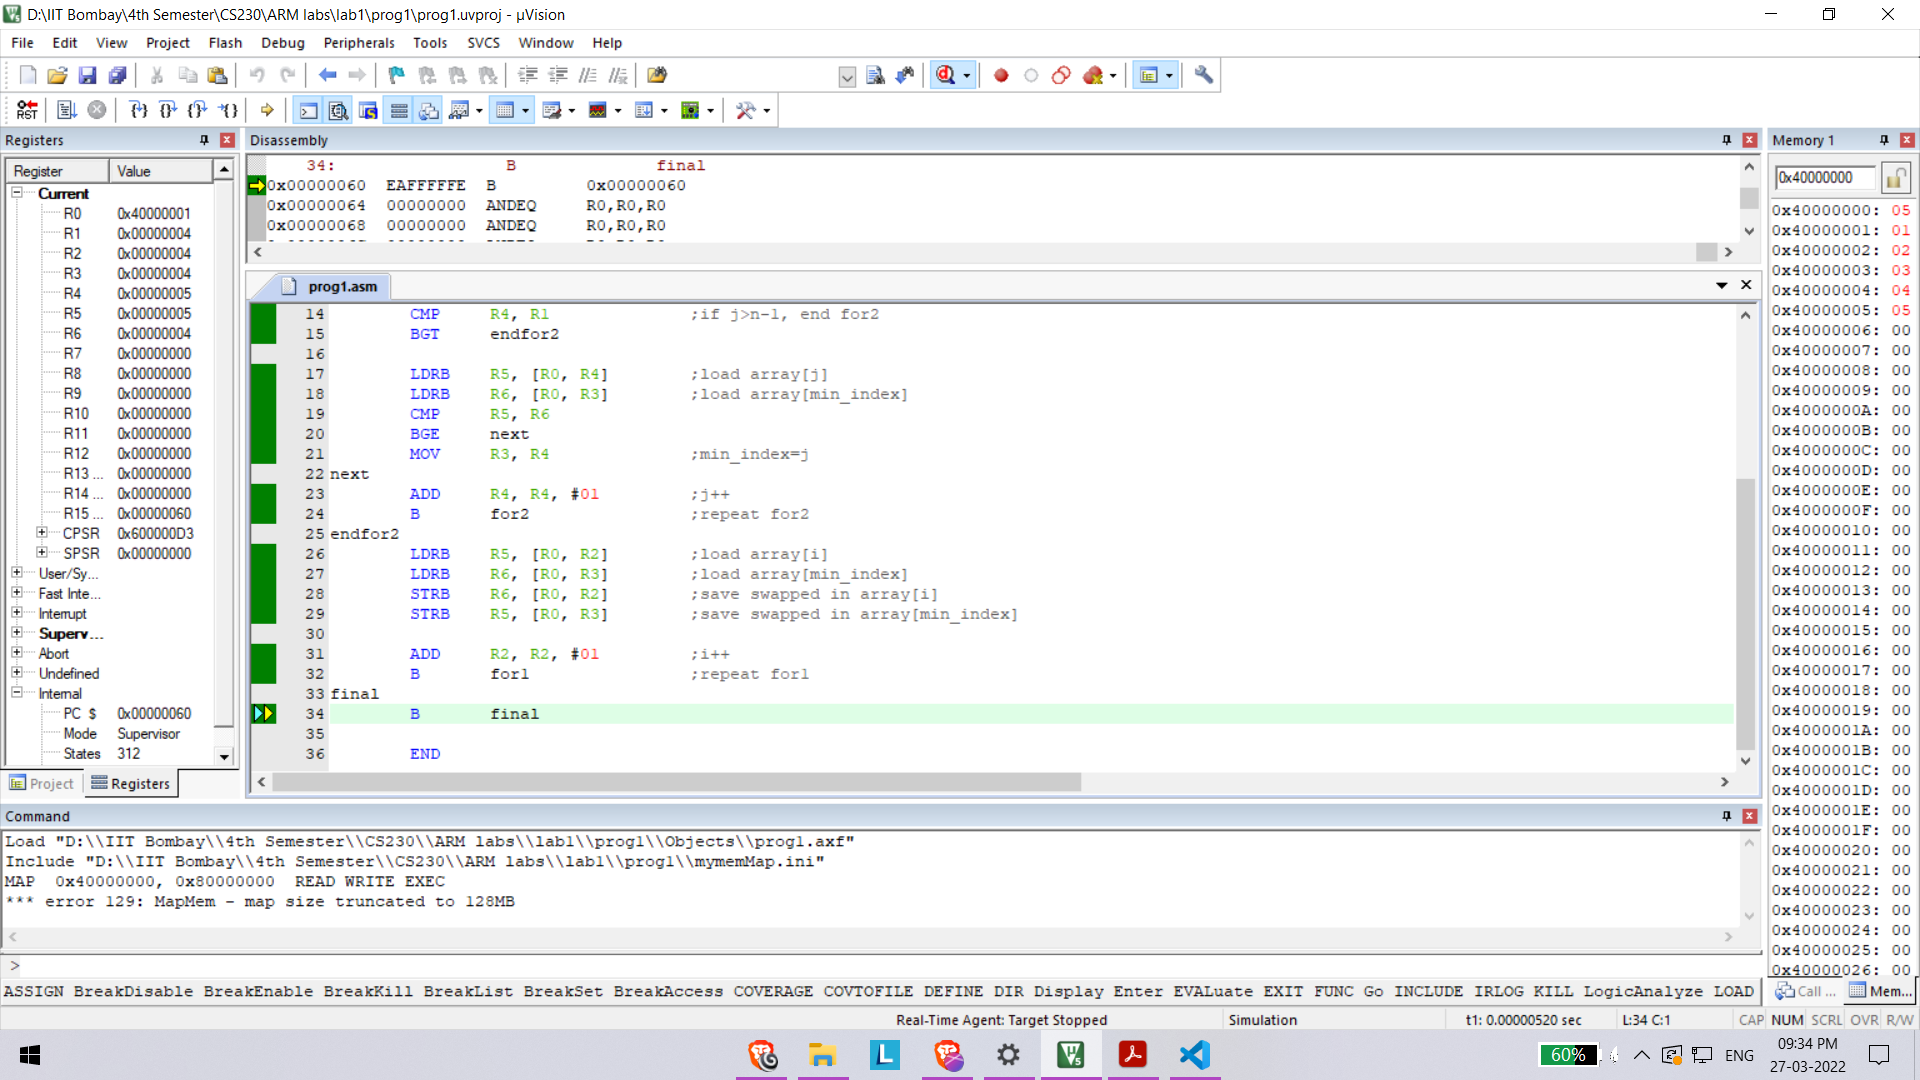 D:\IIT Bombay\4th Semester\CS230\ARM labs\lab1\prog1\prog1.uvproj - µVision
File Edit View Project Flash Debug Peripherals Tools SVCS Window Help
Registers
Register Value
Current
R0 0x40000001
R1 0x00000004
R2 0x00000004
R3 0x00000004
R4 0x00000005
R5 0x00000005
R6 0x00000004
R7 0x00000000
R8 0x00000000
R9 0x00000000
R10 0x00000000
R11 0x00000000
R12 0x00000000
R13 ... 0x00000000
R14 ... 0x00000000
R15 ... 0x00000060
CPSR 0x600000D3
SPSR 0x00000000
User/Sy...
Fast Inte...
Interrupt
Superv...
Abort
Undefined
Internal
PC $ 0x00000060
Mode Supervisor
States 312
Project Registers
Disassembly
34: B final
0x00000060 EAFFFFFE B 0x00000060
0x00000064 00000000 ANDEQ R0,R0,R0
0x00000068 00000000 ANDEQ R0,R0,R0
prog1.asm
14 CMP R4, R1 ;if j>n-1, end for2
15 BGT endfor2
16
17 LDRB R5, [R0, R4] ;load array[j]
18 LDRB R6, [R0, R3] ;load array[min_index]
19 CMP R5, R6
20 BGE next
21 MOV R3, R4 ;min_index=j
22 next
23 ADD R4, R4, #01 ;j++
24 B for2 ;repeat for2
25 endfor2
26 LDRB R5, [R0, R2] ;load array[i]
27 LDRB R6, [R0, R3] ;load array[min_index]
28 STRB R6, [R0, R2] ;save swapped in array[i]
29 STRB R5, [R0, R3] ;save swapped in array[min_index]
30
31 ADD R2, R2, #01 ;i++
32 B for1 ;repeat for1
33 final
34 B final
35
36 END
Memory 1
0x40000000
0x40000000: 05
0x40000001: 01
0x40000002: 02
0x40000003: 03
0x40000004: 04
0x40000005: 05
0x40000006: 00
0x40000007: 00
0x40000008: 00
0x40000009: 00
0x4000000A: 00
0x4000000B: 00
0x4000000C: 00
0x4000000D: 00
0x4000000E: 00
0x4000000F: 00
0x40000010: 00
0x40000011: 00
0x40000012: 00
0x40000013: 00
0x40000014: 00
0x40000015: 00
0x40000016: 00
0x40000017: 00
0x40000018: 00
0x40000019: 00
0x4000001A: 00
0x4000001B: 00
0x4000001C: 00
0x4000001D: 00
0x4000001E: 00
0x4000001F: 00
0x40000020: 00
0x40000021: 00
0x40000022: 00
0x40000023: 00
0x40000024: 00
0x40000025: 00
0x40000026: 00
Call ... Mem...
Command
Load "D:\\IIT Bombay\\4th Semester\\CS230\\ARM labs\\lab1\\prog1\\Objects\\prog1.axf"
Include "D:\\IIT Bombay\\4th Semester\\CS230\\ARM labs\\lab1\\prog1\\mymemMap.ini"
MAP 0x40000000, 0x80000000 READ WRITE EXEC
*** error 129: MapMem - map size truncated to 128MB
>
ASSIGN BreakDisable BreakEnable BreakKill BreakList BreakSet BreakAccess COVERAGE COVTOFILE DEFINE DIR Display Enter EVALuate EXIT FUNC Go INCLUDE IRLOG KILL LogicAnalyze LOAD
Real-Time Agent: Target Stopped Simulation t1: 0.00000520 sec L:34 C:1 CAP NUM SCRL OVR R/W
60% ENG 09:34 PM
27-03-2022